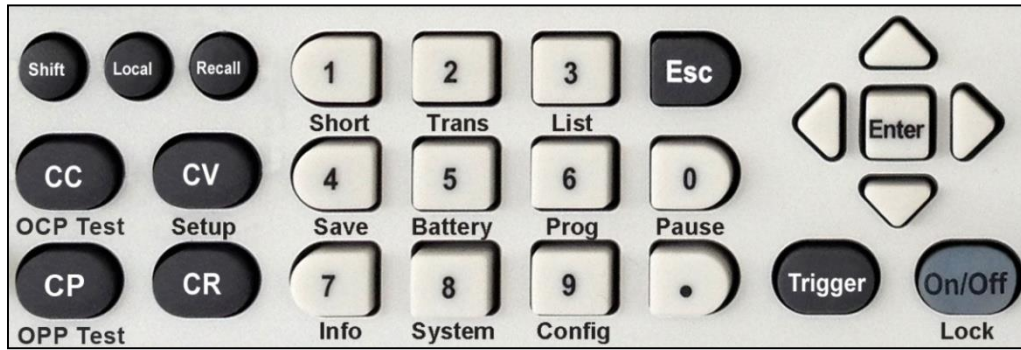 Shift Local Recall 1 2 3 Esc
Short Trans List
Enter
CC CV 4 5 6 0
OCP Test Setup Save Battery Prog Pause
CP CR 7 8 9 . Trigger On/Off
OPP Test Info System Config Lock